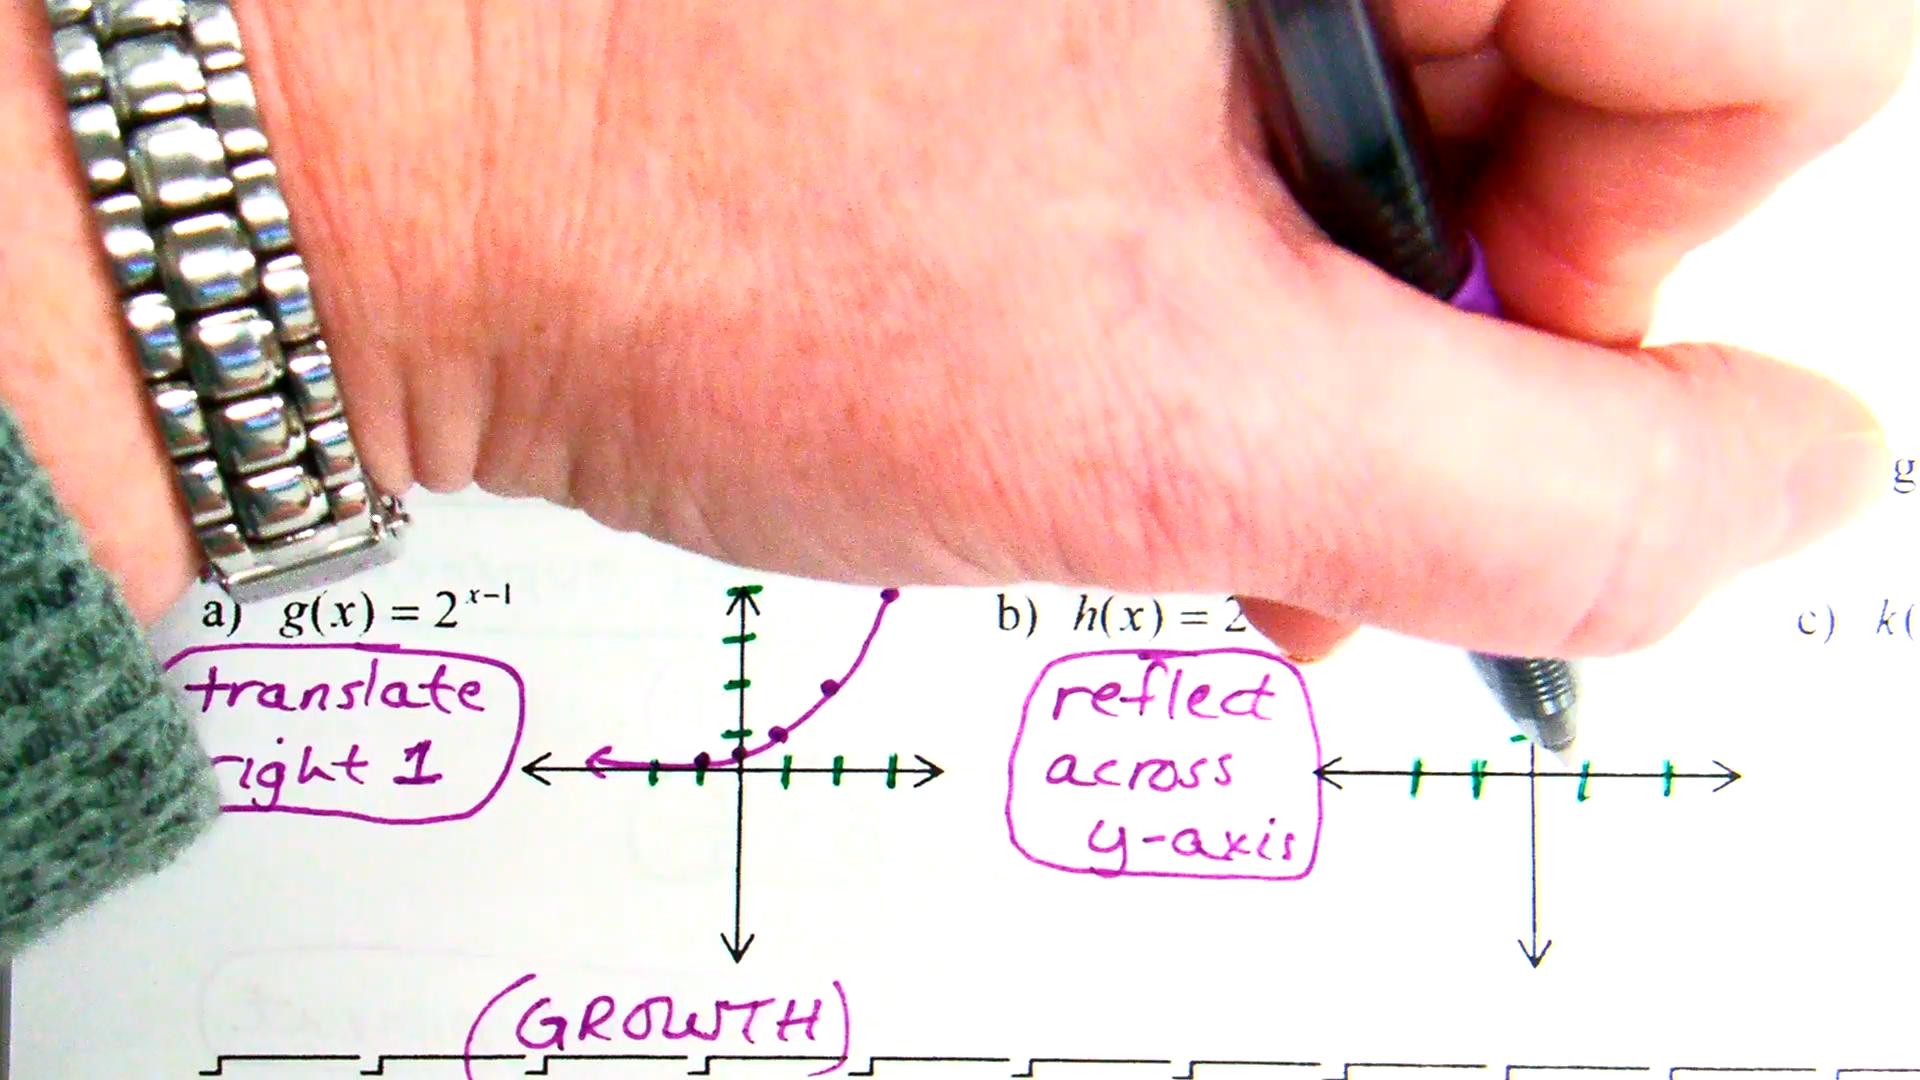 g
a) g(x) = 2^{x-1}
b) h(x) = 2
c) k(
translate
right 1
reflect
across
y-axis
(GROWTH)